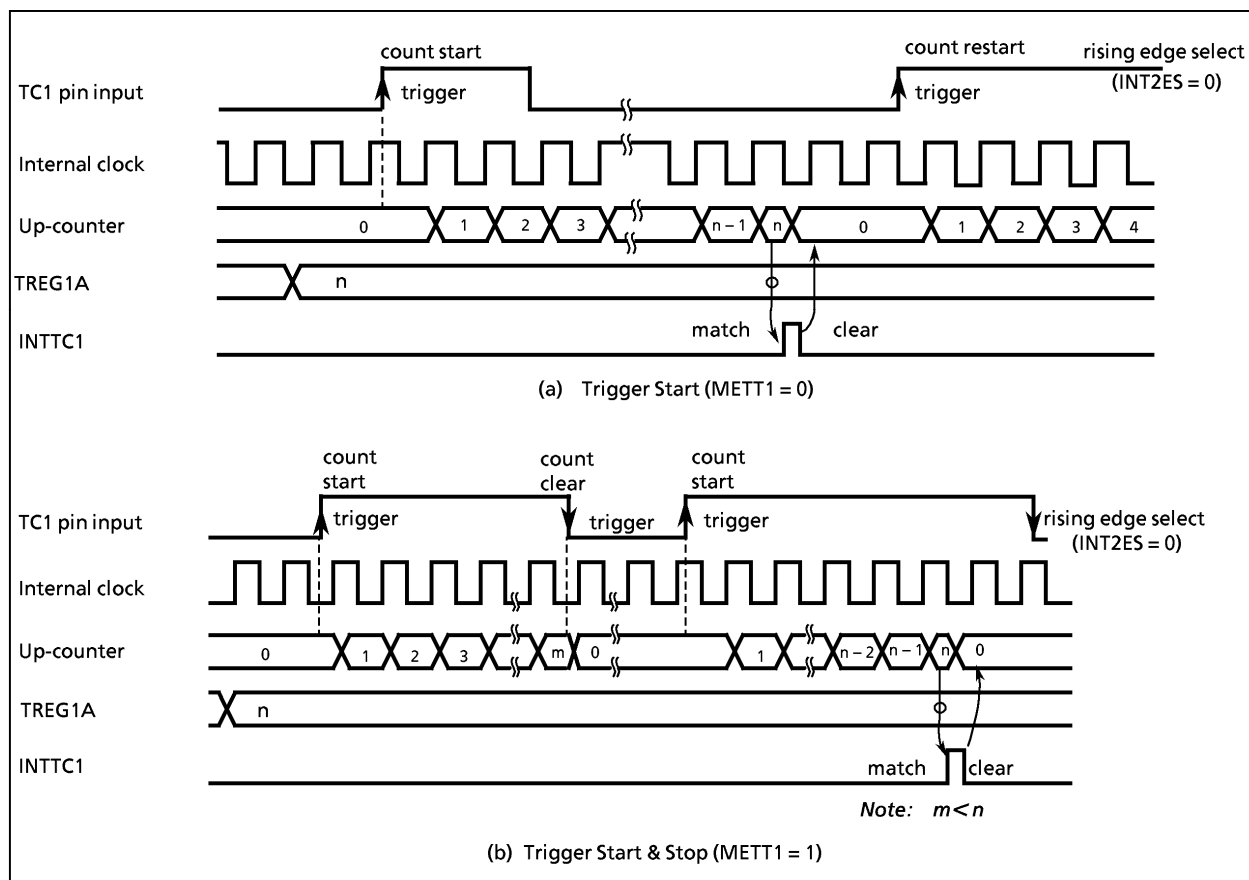 count start
count restart
rising edge select
(INT2ES = 0)
TC1 pin input
trigger
trigger
Internal clock
Up-counter
0
1
2
3
n – 1
n
0
1
2
3
4
TREG1A
n
INTTC1
match
clear
(a) Trigger Start (METT1 = 0)
count start
count clear
count start
TC1 pin input
trigger
trigger
trigger
rising edge select
(INT2ES = 0)
Internal clock
Up-counter
0
1
2
3
m
0
1
n – 2
n – 1
n
0
TREG1A
n
INTTC1
match
clear
Note: m < n
(b) Trigger Start & Stop (METT1 = 1)